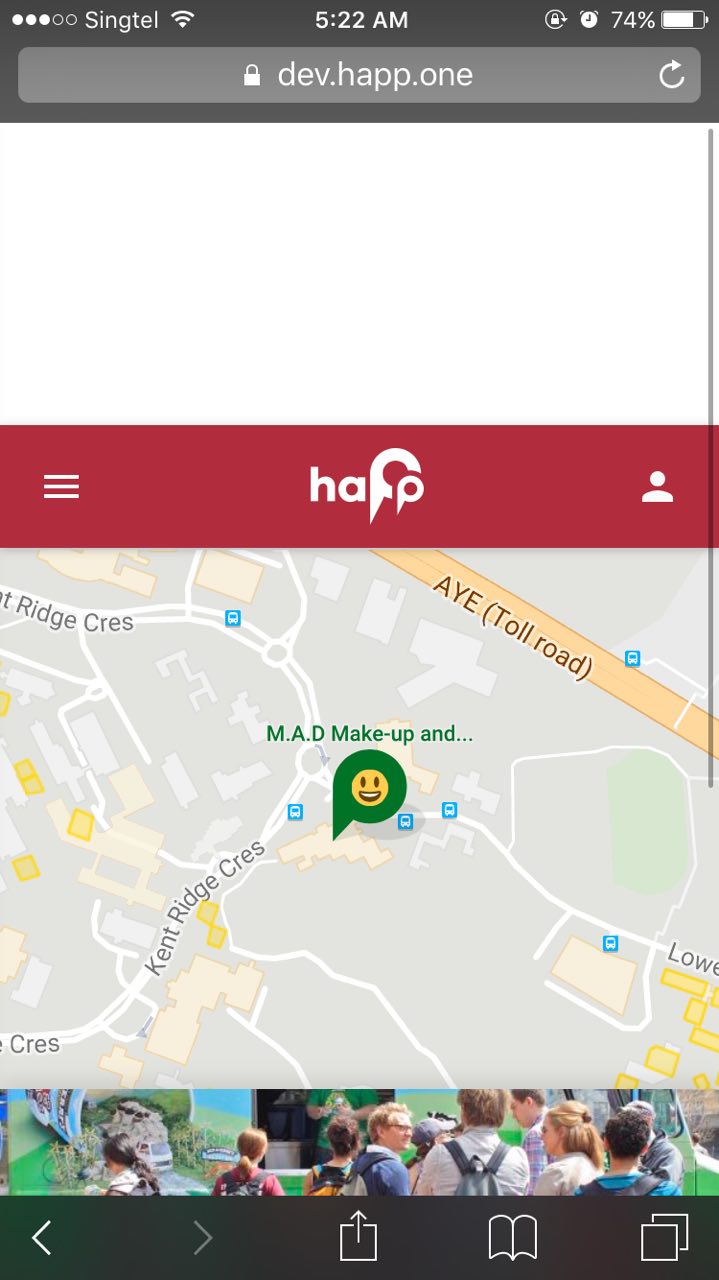 Singtel
5:22 AM
74%
dev.happ.one
happ
nt Ridge Cres
AYE (Toll road)
M.A.D Make-up and...
Kent Ridge Cres
e Cres
Lowe